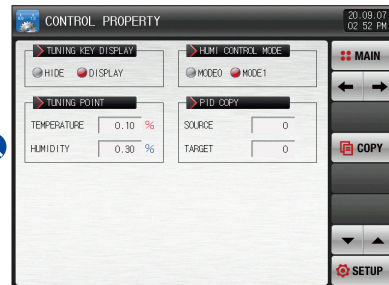 CONTROL PROPERTY
20.09.07
02 52 PM
TUNING KEY DISPLAY
HIDE DISPLAY
HUMI CONTROL MODE
MODE0 MODE1
TUNING POINT
TEMPERATURE 0.10 %
HUMIDITY 0.30 %
PID COPY
SOURCE 0
TARGET 0
MAIN
COPY
SETUP